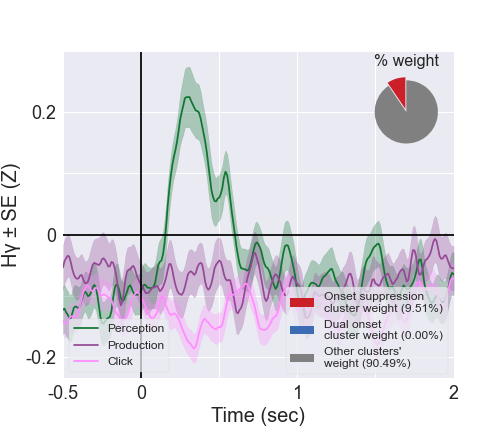 % weight
Hγ ± SE (Z)
0.2
0
-0.2
Perception
Production
Click
Onset suppression
cluster weight (9.51%)
Dual onset
cluster weight (0.00%)
Other clusters'
weight (90.49%)
-0.5
0
1
2
Time (sec)